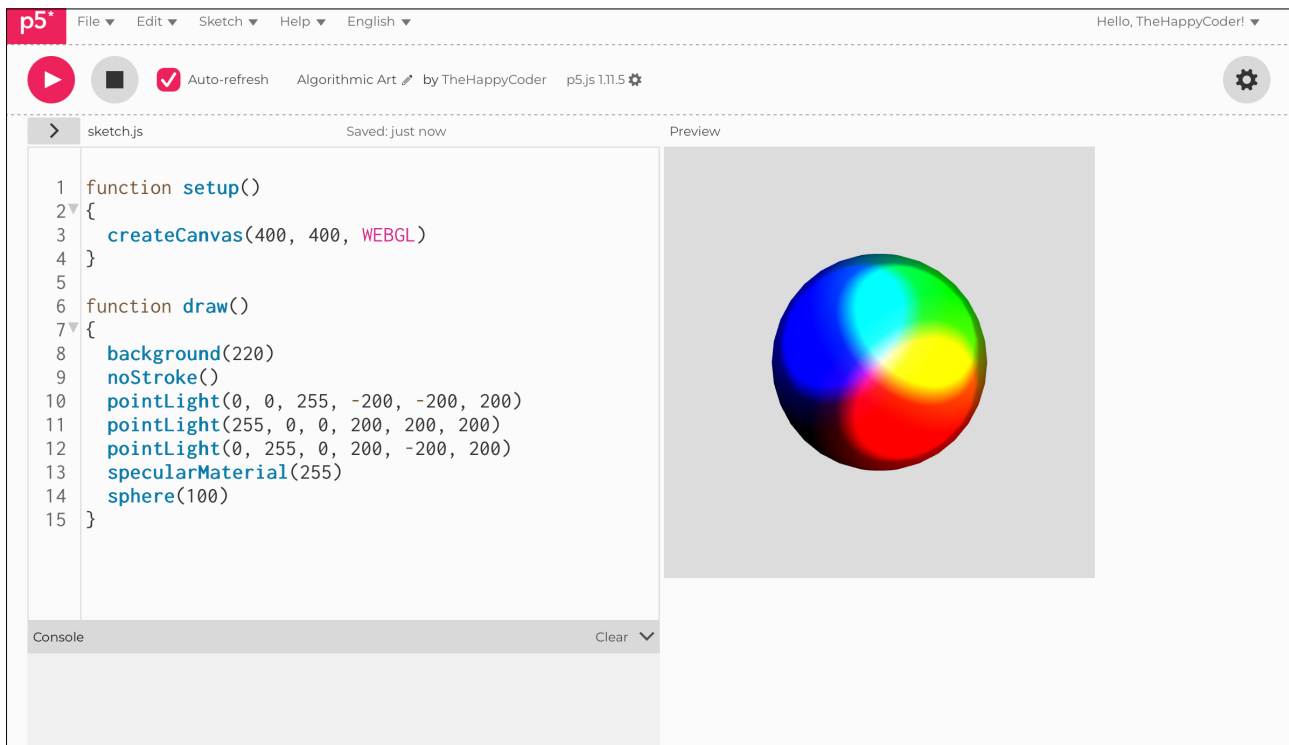 p5* File Edit Sketch Help English Hello, TheHappyCoder!
Auto-refresh Algorithmic Art by TheHappyCoder p5.js 1.11.5
sketch.js Saved: just now Preview
1 function setup()
2 {
3 createCanvas(400, 400, WEBGL)
4 }
5
6 function draw()
7 {
8 background(220)
9 noStroke()
10 pointLight(0, 0, 255, -200, -200, 200)
11 pointLight(255, 0, 0, 200, 200, 200)
12 pointLight(0, 255, 0, 200, -200, 200)
13 specularMaterial(255)
14 sphere(100)
15 }
Console Clear